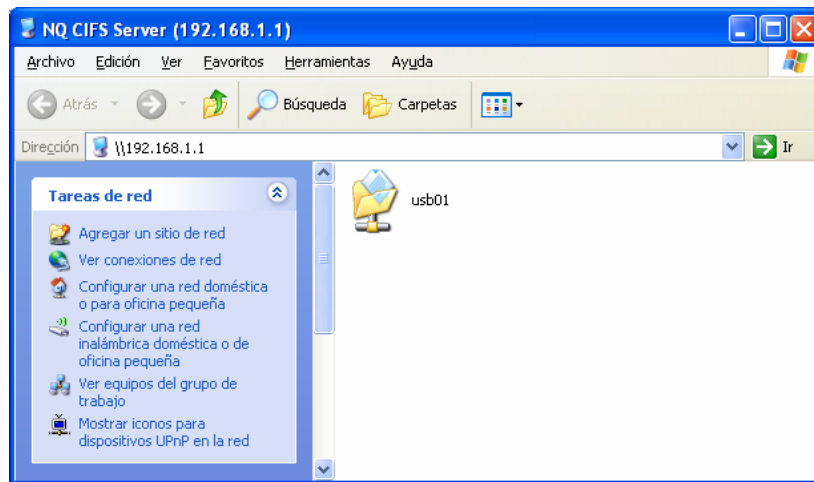 NQ CIFS Server (192.168.1.1)
Archivo Edición Ver Favoritos Herramientas Ayuda
Atrás Búsqueda Carpetas
Dirección \\192.168.1.1 Ir
Tareas de red
usb01
Agregar un sitio de red
Ver conexiones de red
Configurar una red doméstica
o para oficina pequeña
Configurar una red
inalámbrica doméstica o de
oficina pequeña
Ver equipos del grupo de
trabajo
Mostrar iconos para
dispositivos UPnP en la red